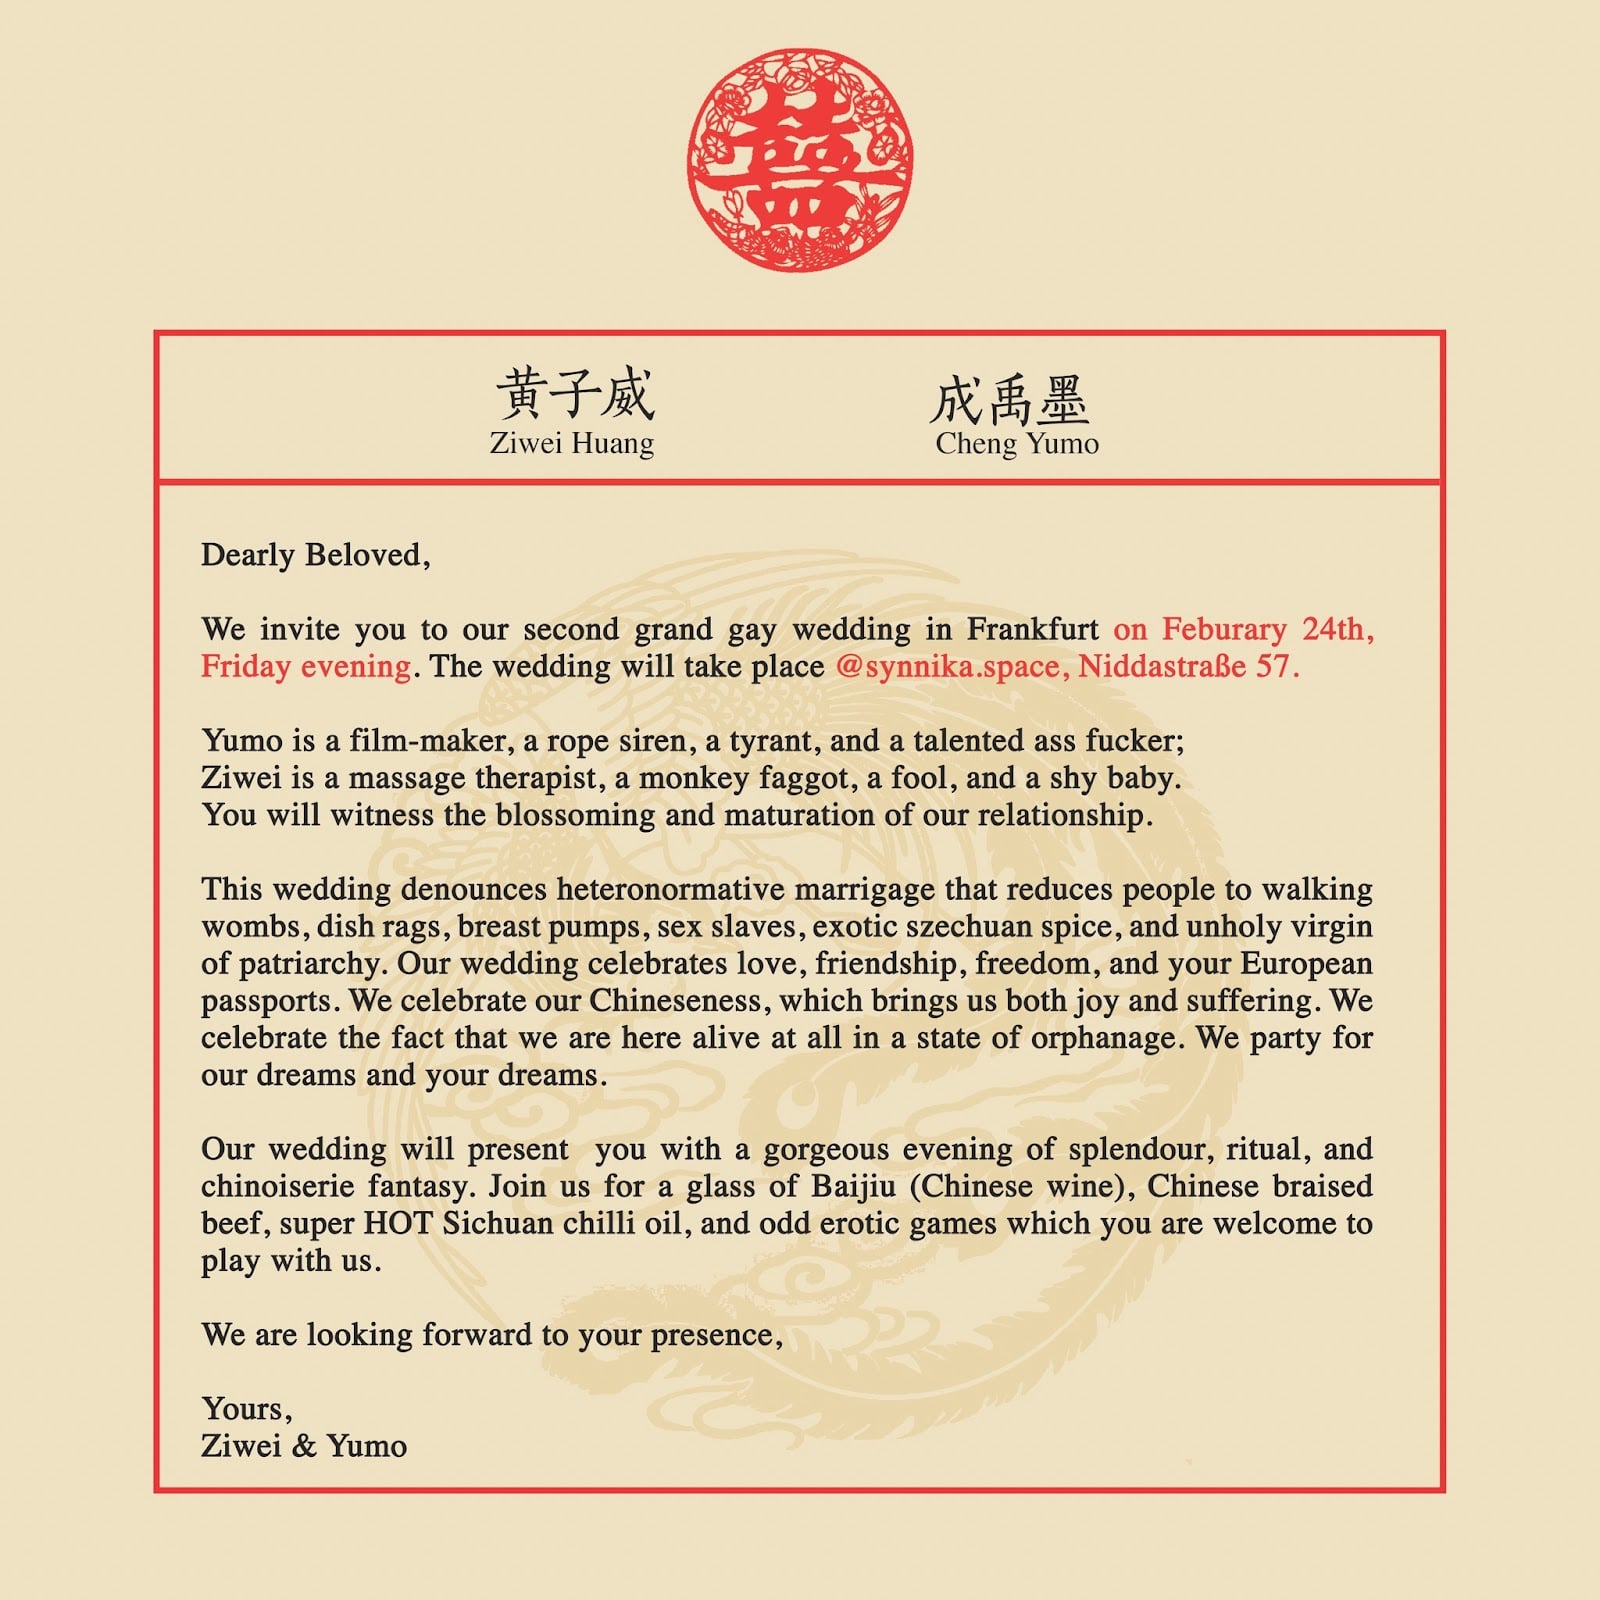 囍
黄子威 成禹墨
Ziwei Huang Cheng Yumo
Dearly Beloved,
We invite you to our second grand gay wedding in Frankfurt on Feburary 24th,
Friday evening. The wedding will take place @synnika.space, Niddastraße 57.
Yumo is a film-maker, a rope siren, a tyrant, and a talented ass fucker;
Ziwei is a massage therapist, a monkey faggot, a fool, and a shy baby.
You will witness the blossoming and maturation of our relationship.
This wedding denounces heteronormative marrigage that reduces people to walking
wombs, dish rags, breast pumps, sex slaves, exotic szechuan spice, and unholy virgin
of patriarchy. Our wedding celebrates love, friendship, freedom, and your European
passports. We celebrate our Chineseness, which brings us both joy and suffering. We
celebrate the fact that we are here alive at all in a state of orphanage. We party for
our dreams and your dreams.
Our wedding will present you with a gorgeous evening of splendour, ritual, and
chinoiserie fantasy. Join us for a glass of Baijiu (Chinese wine), Chinese braised
beef, super HOT Sichuan chilli oil, and odd erotic games which you are welcome to
play with us.
We are looking forward to your presence,
Yours,
Ziwei & Yumo